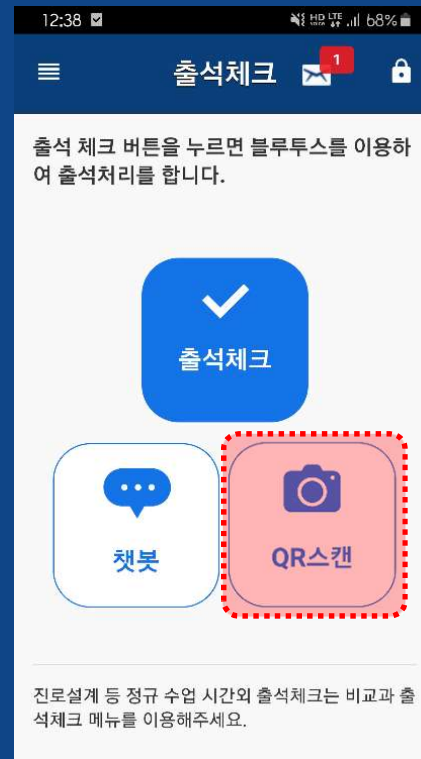 12:38 HD voice LTE 68%
출석체크 1
출석 체크 버튼을 누르면 블루투스를 이용하
여 출석처리를 합니다.
출석체크
챗봇 QR스캔
진로설계 등 정규 수업 시간외 출석체크는 비교과 출
석체크 메뉴를 이용해주세요.